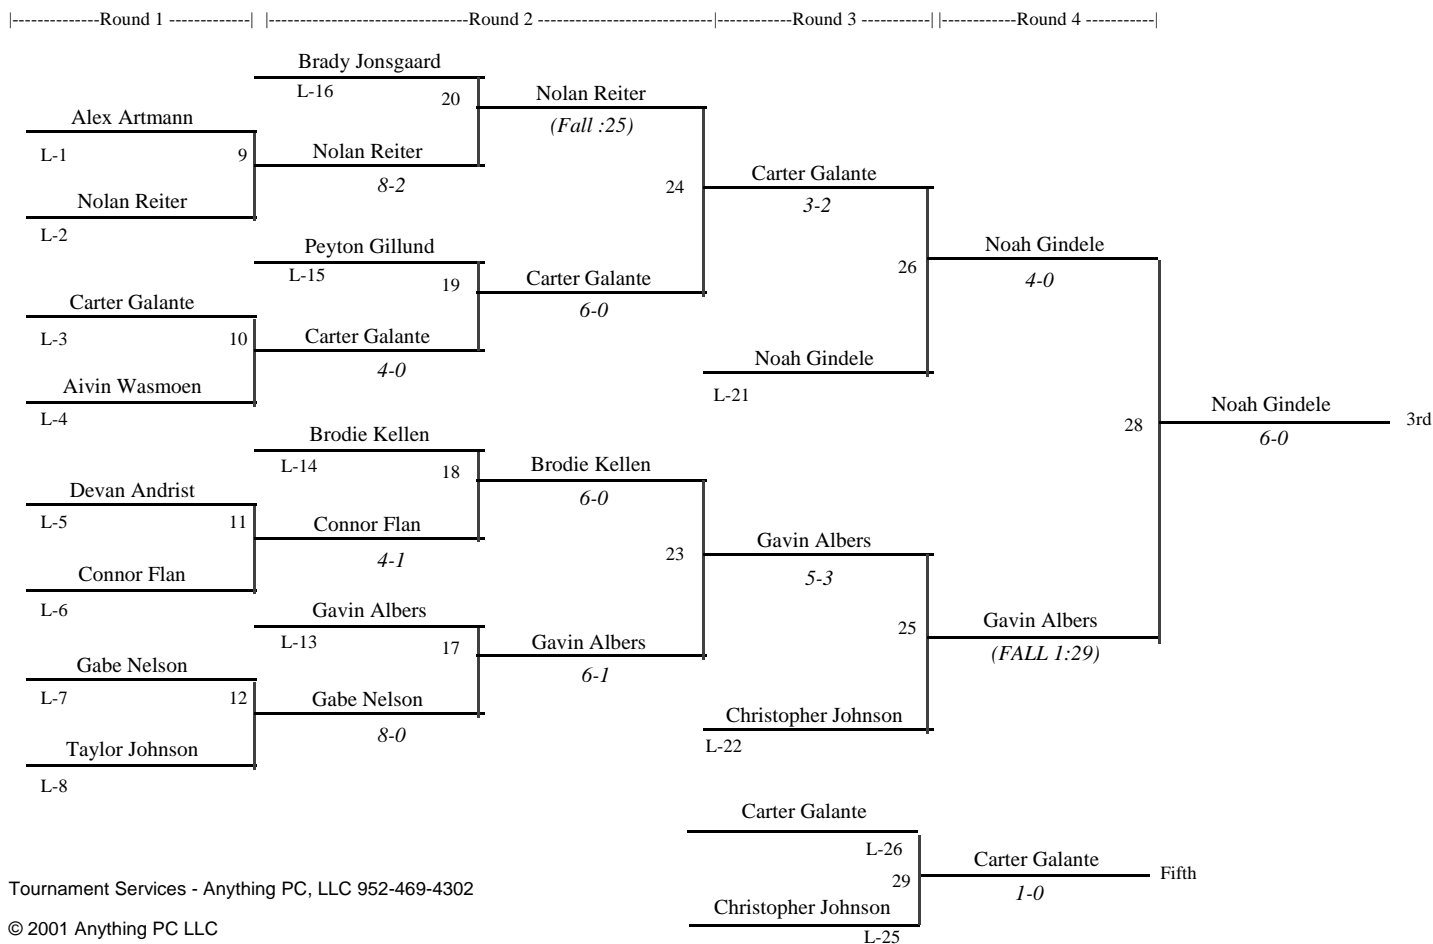 |--------------Round 1 --------------| |-----------------------------------Round 2 ------------------------------|-------------Round 3 ------------| |------------Round 4 -----------|
Brady Jonsgaard
L-16
20
Nolan Reiter
(Fall :25)
Alex Artmann
L-1
9
Nolan Reiter
8-2
Nolan Reiter
L-2
24
Carter Galante
3-2
Peyton Gillund
L-15
19
Carter Galante
6-0
Carter Galante
L-3
10
Carter Galante
4-0
Aivin Wasmoen
L-4
26
Noah Gindele
4-0
Noah Gindele
L-21
28
Noah Gindele
6-0
3rd
Brodie Kellen
L-14
18
Brodie Kellen
6-0
Devan Andrist
L-5
11
Connor Flan
4-1
Connor Flan
L-6
23
Gavin Albers
5-3
Gavin Albers
L-13
17
Gavin Albers
6-1
Gabe Nelson
L-7
12
Gabe Nelson
8-0
Taylor Johnson
L-8
25
Gavin Albers
(FALL 1:29)
Christopher Johnson
L-22
Carter Galante
L-26
29
Carter Galante
1-0
Fifth
Christopher Johnson
L-25
Tournament Services - Anything PC, LLC 952-469-4302
© 2001 Anything PC LLC